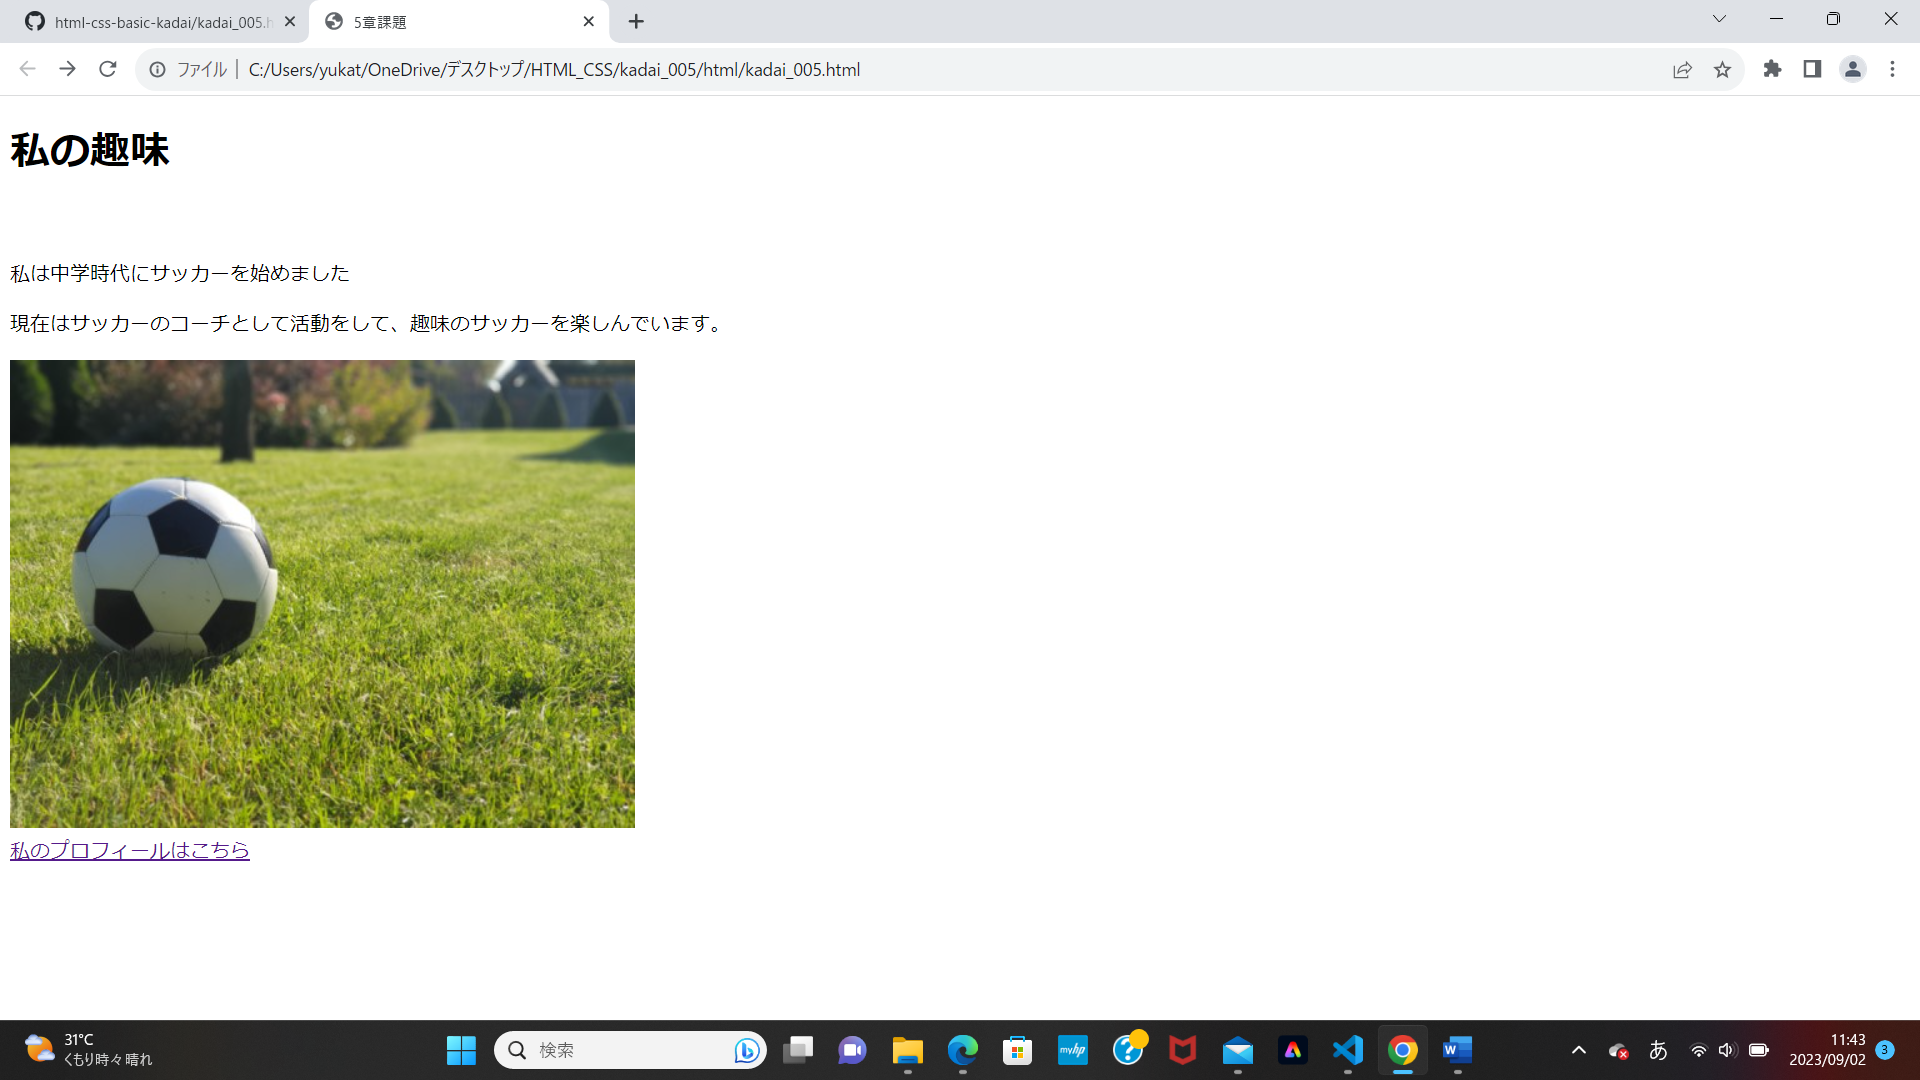 html-css-basic-kadai/kadai_005.h
5章課題
ファイル
C:/Users/yukat/OneDrive/デスクトップ/HTML_CSS/kadai_005/html/kadai_005.html
私の趣味
私は中学時代にサッカーを始めました
現在はサッカーのコーチとして活動をして、趣味のサッカーを楽しんでいます。
私のプロフィールはこちら
31°C
くもり時々晴れ
検索
myhp
W
あ
11:43
2023/09/02
3